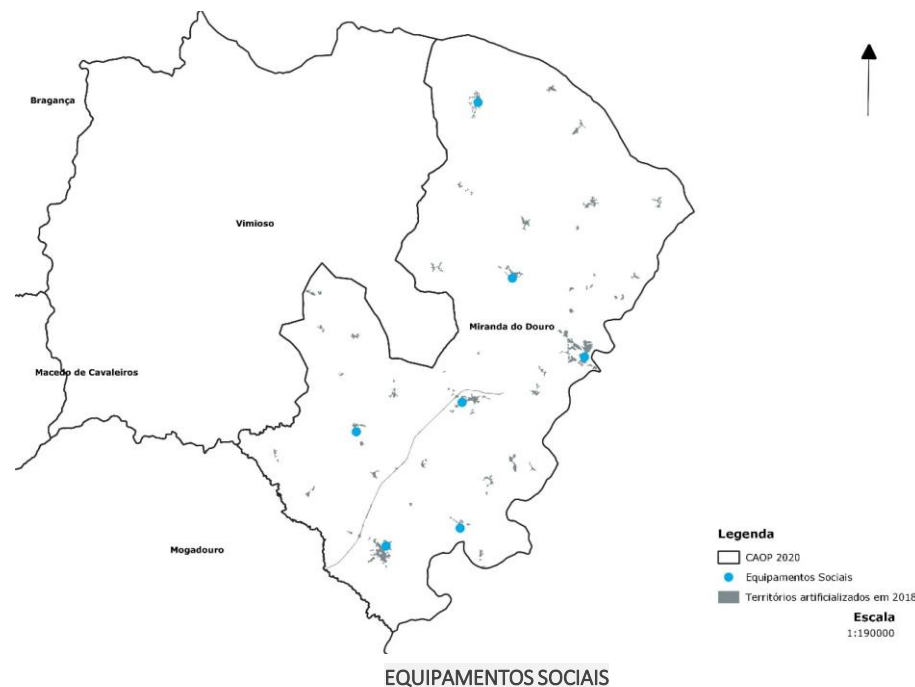 Bragança
Vimioso
Miranda do Douro
Macedo de Cavaleiros
Mogadouro
Legenda
CAOP 2020
Equipamentos Sociais
Territórios artificializados em 2018
Escala
1:190000
EQUIPAMENTOS SOCIAIS